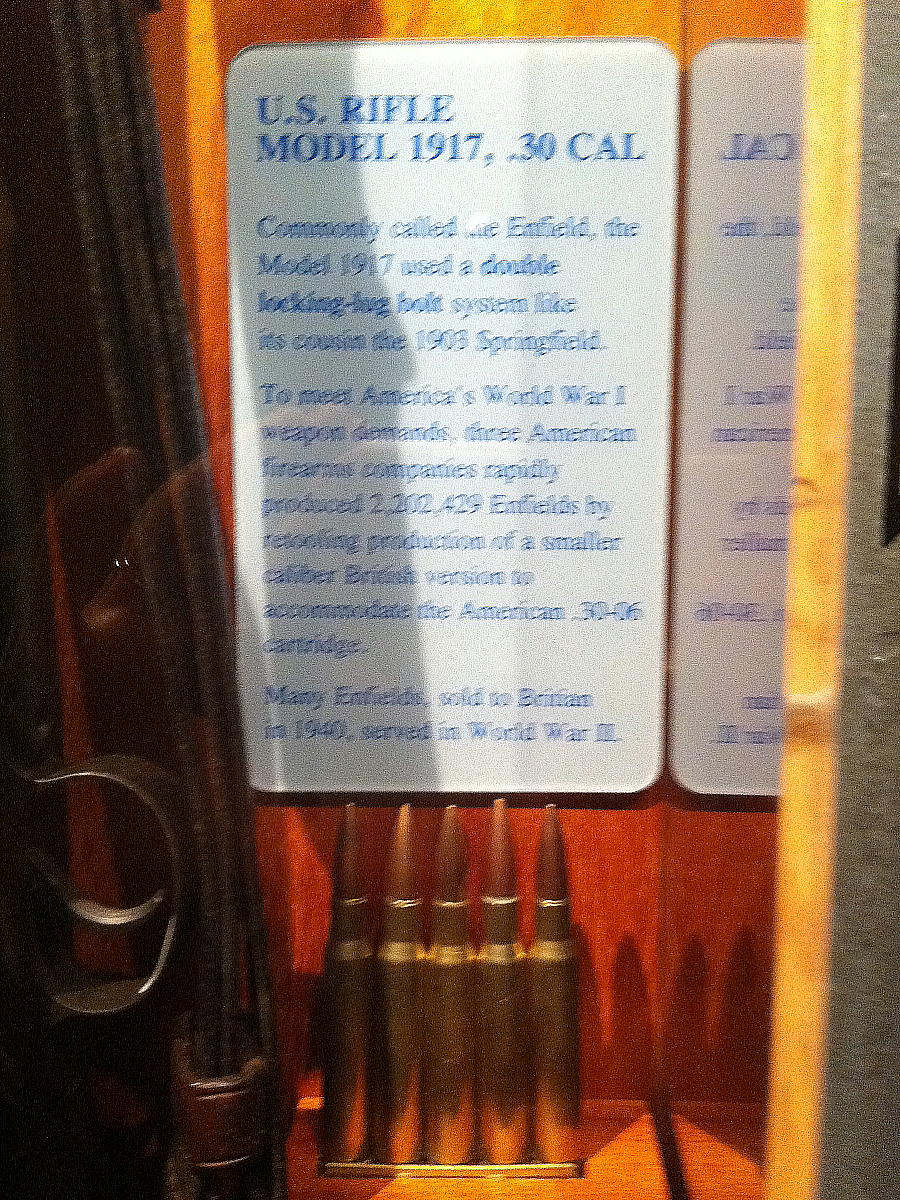 U.S. RIFLE
MODEL 1917, .30 CAL
Commonly called the Enfield, the
Model 1917 used a double
locking-lug bolt system like
its cousin the 1903 Springfield.
To meet America's World War I
weapon demands, three American
firearms companies rapidly
produced 2,202,429 Enfields by
retooling production of a smaller
caliber British version to
accommodate the American .30-06
cartridge.
Many Enfields, sold to Britian
in 1940, served in World War II.